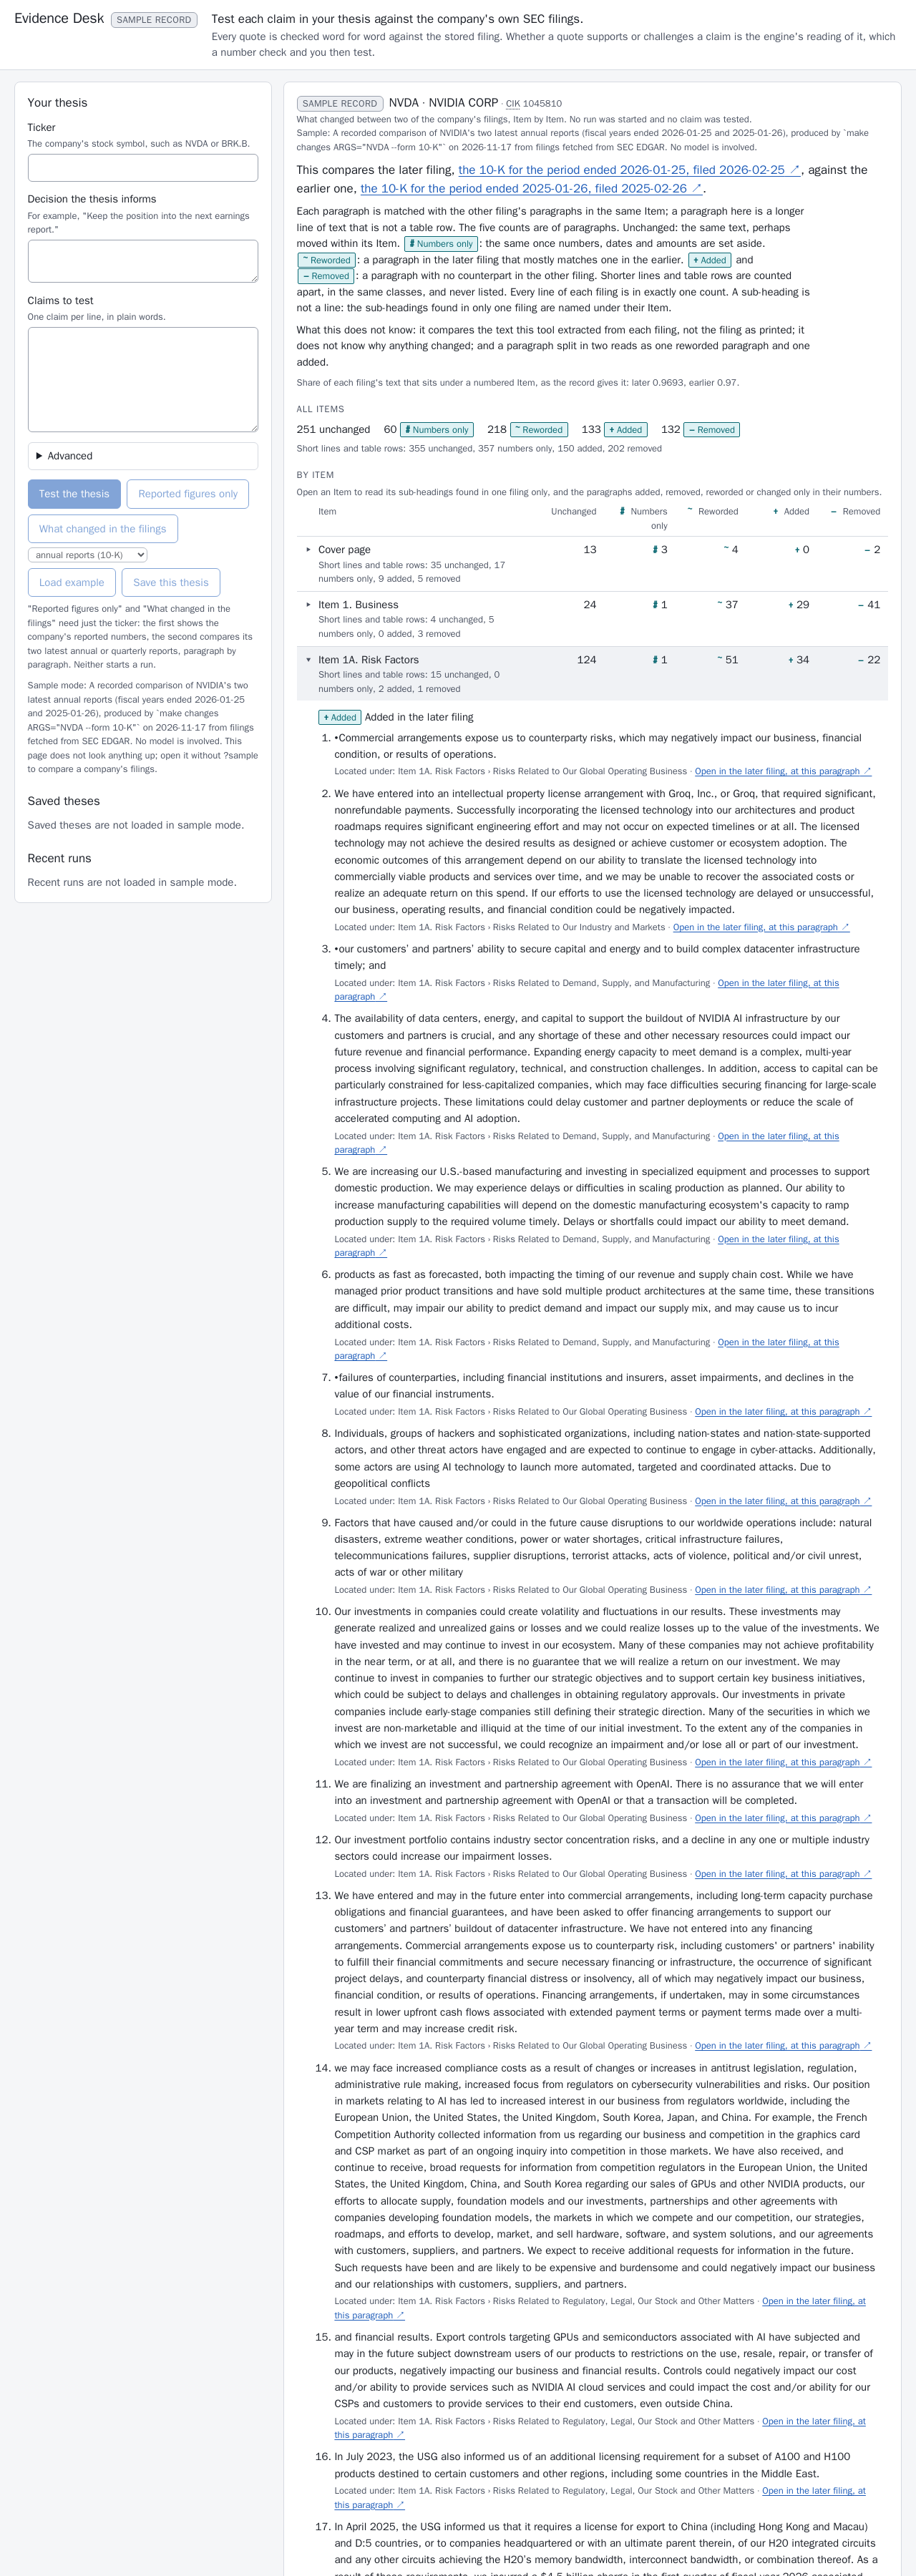 Evidence Desk SAMPLE RECORD
Test each claim in your thesis against the company's own SEC filings.
Every quote is checked word for word against the stored filing. Whether a quote supports or challenges a claim is the engine's reading of it, which
a number check and you then test.
Your thesis
Ticker
The company's stock symbol, such as NVDA or BRK.B.
Decision the thesis informs
For example, "Keep the position into the next earnings
report."
Claims to test
One claim per line, in plain words.
▶ Advanced
Test the thesis Reported figures only
What changed in the filings
annual reports (10-K)
Load example Save this thesis
"Reported figures only" and "What changed in the
filings" need just the ticker: the first shows the
company's reported numbers, the second compares its
two latest annual or quarterly reports, paragraph by
paragraph. Neither starts a run.
Sample mode: A recorded comparison of NVIDIA's two
latest annual reports (fiscal years ended 2026-01-25
and 2025-01-26), produced by `make changes
ARGS="NVDA --form 10-K"` on 2026-11-17 from filings
fetched from SEC EDGAR. No model is involved. This
page does not look anything up; open it without ?sample
to compare a company's filings.
Saved theses
Saved theses are not loaded in sample mode.
Recent runs
Recent runs are not loaded in sample mode.
SAMPLE RECORD NVDA · NVIDIA CORP · CIK 1045810
What changed between two of the company's filings, Item by Item. No run was started and no claim was tested.
Sample: A recorded comparison of NVIDIA's two latest annual reports (fiscal years ended 2026-01-25 and 2025-01-26), produced by `make
changes ARGS="NVDA --form 10-K"` on 2026-11-17 from filings fetched from SEC EDGAR. No model is involved.
This compares the later filing, the 10-K for the period ended 2026-01-25, filed 2026-02-25 ↗, against the
earlier one, the 10-K for the period ended 2025-01-26, filed 2025-02-26 ↗.
Each paragraph is matched with the other filing's paragraphs in the same Item; a paragraph here is a longer
line of text that is not a table row. The five counts are of paragraphs. Unchanged: the same text, perhaps
moved within its Item. # Numbers only : the same once numbers, dates and amounts are set aside.
~ Reworded : a paragraph in the later filing that mostly matches one in the earlier. + Added and
− Removed : a paragraph with no counterpart in the other filing. Shorter lines and table rows are counted
apart, in the same classes, and never listed. Every line of each filing is in exactly one count. A sub-heading is
not a line: the sub-headings found in only one filing are named under their Item.
What this does not know: it compares the text this tool extracted from each filing, not the filing as printed; it
does not know why anything changed; and a paragraph split in two reads as one reworded paragraph and one
added.
Share of each filing's text that sits under a numbered Item, as the record gives it: later 0.9693, earlier 0.97.
ALL ITEMS
251 unchanged 60 # Numbers only 218 ~ Reworded 133 + Added 132 − Removed
Short lines and table rows: 355 unchanged, 357 numbers only, 150 added, 202 removed
BY ITEM
Open an Item to read its sub-headings found in one filing only, and the paragraphs added, removed, reworded or changed only in their numbers.
Item Unchanged # Numbers only ~ Reworded + Added − Removed
▸ Cover page 13 # 3 ~ 4 + 0 − 2
Short lines and table rows: 35 unchanged, 17
numbers only, 9 added, 5 removed
▸ Item 1. Business 24 # 1 ~ 37 + 29 − 41
Short lines and table rows: 4 unchanged, 5
numbers only, 0 added, 3 removed
▾ Item 1A. Risk Factors 124 # 1 ~ 51 + 34 − 22
Short lines and table rows: 15 unchanged, 0
numbers only, 2 added, 1 removed
+ Added Added in the later filing
1. •Commercial arrangements expose us to counterparty risks, which may negatively impact our business, financial
condition, or results of operations.
Located under: Item 1A. Risk Factors › Risks Related to Our Global Operating Business · Open in the later filing, at this paragraph ↗
2. We have entered into an intellectual property license arrangement with Groq, Inc., or Groq, that required significant,
nonrefundable payments. Successfully incorporating the licensed technology into our architectures and product
roadmaps requires significant engineering effort and may not occur on expected timelines or at all. The licensed
technology may not achieve the desired results as designed or achieve customer or ecosystem adoption. The
economic outcomes of this arrangement depend on our ability to translate the licensed technology into
commercially viable products and services over time, and we may be unable to recover the associated costs or
realize an adequate return on this spend. If our efforts to use the licensed technology are delayed or unsuccessful,
our business, operating results, and financial condition could be negatively impacted.
Located under: Item 1A. Risk Factors › Risks Related to Our Industry and Markets · Open in the later filing, at this paragraph ↗
3. •our customers' and partners' ability to secure capital and energy and to build complex datacenter infrastructure
timely; and
Located under: Item 1A. Risk Factors › Risks Related to Demand, Supply, and Manufacturing · Open in the later filing, at this
paragraph ↗
4. The availability of data centers, energy, and capital to support the buildout of NVIDIA AI infrastructure by our
customers and partners is crucial, and any shortage of these and other necessary resources could impact our
future revenue and financial performance. Expanding energy capacity to meet demand is a complex, multi-year
process involving significant regulatory, technical, and construction challenges. In addition, access to capital can be
particularly constrained for less-capitalized companies, which may face difficulties securing financing for large-scale
infrastructure projects. These limitations could delay customer and partner deployments or reduce the scale of
accelerated computing and AI adoption.
Located under: Item 1A. Risk Factors › Risks Related to Demand, Supply, and Manufacturing · Open in the later filing, at this
paragraph ↗
5. We are increasing our U.S.-based manufacturing and investing in specialized equipment and processes to support
domestic production. We may experience delays or difficulties in scaling production as planned. Our ability to
increase manufacturing capabilities will depend on the domestic manufacturing ecosystem's capacity to ramp
production supply to the required volume timely. Delays or shortfalls could impact our ability to meet demand.
Located under: Item 1A. Risk Factors › Risks Related to Demand, Supply, and Manufacturing · Open in the later filing, at this
paragraph ↗
6. products as fast as forecasted, both impacting the timing of our revenue and supply chain cost. While we have
managed prior product transitions and have sold multiple product architectures at the same time, these transitions
are difficult, may impair our ability to predict demand and impact our supply mix, and may cause us to incur
additional costs.
Located under: Item 1A. Risk Factors › Risks Related to Demand, Supply, and Manufacturing · Open in the later filing, at this
paragraph ↗
7. •failures of counterparties, including financial institutions and insurers, asset impairments, and declines in the
value of our financial instruments.
Located under: Item 1A. Risk Factors › Risks Related to Our Global Operating Business · Open in the later filing, at this paragraph ↗
8. Individuals, groups of hackers and sophisticated organizations, including nation-states and nation-state-supported
actors, and other threat actors have engaged and are expected to continue to engage in cyber-attacks. Additionally,
some actors are using AI technology to launch more automated, targeted and coordinated attacks. Due to
geopolitical conflicts
Located under: Item 1A. Risk Factors › Risks Related to Our Global Operating Business · Open in the later filing, at this paragraph ↗
9. Factors that have caused and/or could in the future cause disruptions to our worldwide operations include: natural
disasters, extreme weather conditions, power or water shortages, critical infrastructure failures,
telecommunications failures, supplier disruptions, terrorist attacks, acts of violence, political and/or civil unrest,
acts of war or other military
Located under: Item 1A. Risk Factors › Risks Related to Our Global Operating Business · Open in the later filing, at this paragraph ↗
10. Our investments in companies could create volatility and fluctuations in our results. These investments may
generate realized and unrealized gains or losses and we could realize losses up to the value of the investments. We
have invested and may continue to invest in our ecosystem. Many of these companies may not achieve profitability
in the near term, or at all, and there is no guarantee that we will realize a return on our investment. We may
continue to invest in companies to further our strategic objectives and to support certain key business initiatives,
which could be subject to delays and challenges in obtaining regulatory approvals. Our investments in private
companies include early-stage companies still defining their strategic direction. Many of the securities in which we
invest are non-marketable and illiquid at the time of our initial investment. To the extent any of the companies in
which we invest are not successful, we could recognize an impairment and/or lose all or part of our investment.
Located under: Item 1A. Risk Factors › Risks Related to Our Global Operating Business · Open in the later filing, at this paragraph ↗
11. We are finalizing an investment and partnership agreement with OpenAI. There is no assurance that we will enter
into an investment and partnership agreement with OpenAI or that a transaction will be completed.
Located under: Item 1A. Risk Factors › Risks Related to Our Global Operating Business · Open in the later filing, at this paragraph ↗
12. Our investment portfolio contains industry sector concentration risks, and a decline in any one or multiple industry
sectors could increase our impairment losses.
Located under: Item 1A. Risk Factors › Risks Related to Our Global Operating Business · Open in the later filing, at this paragraph ↗
13. We have entered and may in the future enter into commercial arrangements, including long-term capacity purchase
obligations and financial guarantees, and have been asked to offer financing arrangements to support our
customers' and partners' buildout of datacenter infrastructure. We have not entered into any financing
arrangements. Commercial arrangements expose us to counterparty risk, including customers' or partners' inability
to fulfill their financial commitments and secure necessary financing or infrastructure, the occurrence of significant
project delays, and counterparty financial distress or insolvency, all of which may negatively impact our business,
financial condition, or results of operations. Financing arrangements, if undertaken, may in some circumstances
result in lower upfront cash flows associated with extended payment terms or payment terms made over a multi-
year term and may increase credit risk.
Located under: Item 1A. Risk Factors › Risks Related to Our Global Operating Business · Open in the later filing, at this paragraph ↗
14. we may face increased compliance costs as a result of changes or increases in antitrust legislation, regulation,
administrative rule making, increased focus from regulators on cybersecurity vulnerabilities and risks. Our position
in markets relating to AI has led to increased interest in our business from regulators worldwide, including the
European Union, the United States, the United Kingdom, South Korea, Japan, and China. For example, the French
Competition Authority collected information from us regarding our business and competition in the graphics card
and CSP market as part of an ongoing inquiry into competition in those markets. We have also received, and
continue to receive, broad requests for information from competition regulators in the European Union, the United
States, the United Kingdom, China, and South Korea regarding our sales of GPUs and other NVIDIA products, our
efforts to allocate supply, foundation models and our investments, partnerships and other agreements with
companies developing foundation models, the markets in which we compete and our competition, our strategies,
roadmaps, and efforts to develop, market, and sell hardware, software, and system solutions, and our agreements
with customers, suppliers, and partners. We expect to receive additional requests for information in the future.
Such requests have been and are likely to be expensive and burdensome and could negatively impact our business
and our relationships with customers, suppliers, and partners.
Located under: Item 1A. Risk Factors › Risks Related to Regulatory, Legal, Our Stock and Other Matters · Open in the later filing, at
this paragraph ↗
15. and financial results. Export controls targeting GPUs and semiconductors associated with AI have subjected and
may in the future subject downstream users of our products to restrictions on the use, resale, repair, or transfer of
our products, negatively impacting our business and financial results. Controls could negatively impact our cost
and/or ability to provide services such as NVIDIA AI cloud services and could impact the cost and/or ability for our
CSPs and customers to provide services to their end customers, even outside China.
Located under: Item 1A. Risk Factors › Risks Related to Regulatory, Legal, Our Stock and Other Matters · Open in the later filing, at
this paragraph ↗
16. In July 2023, the USG also informed us of an additional licensing requirement for a subset of A100 and H100
products destined to certain customers and other regions, including some countries in the Middle East.
Located under: Item 1A. Risk Factors › Risks Related to Regulatory, Legal, Our Stock and Other Matters · Open in the later filing, at
this paragraph ↗
17. In April 2025, the USG informed us that it requires a license for export to China (including Hong Kong and Macau)
and D:5 countries, or to companies headquartered or with an ultimate parent therein, of our H20 integrated circuits
and any other circuits achieving the H20's memory bandwidth, interconnect bandwidth, or combination thereof. As a